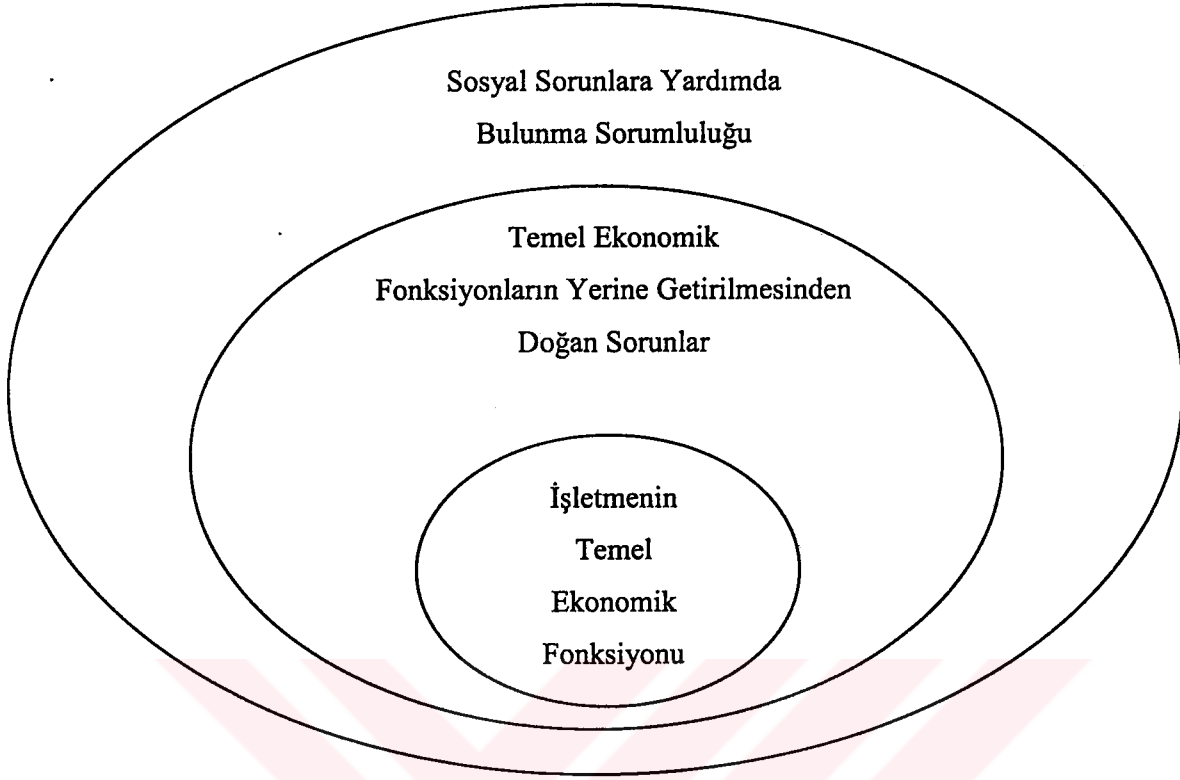 Sosyal Sorunlara Yardımda
Bulunma Sorumluluğu
Temel Ekonomik
Fonksiyonların Yerine Getirilmesinden
Doğan Sorunlar
İşletmenin
Temel
Ekonomik
Fonksiyonu